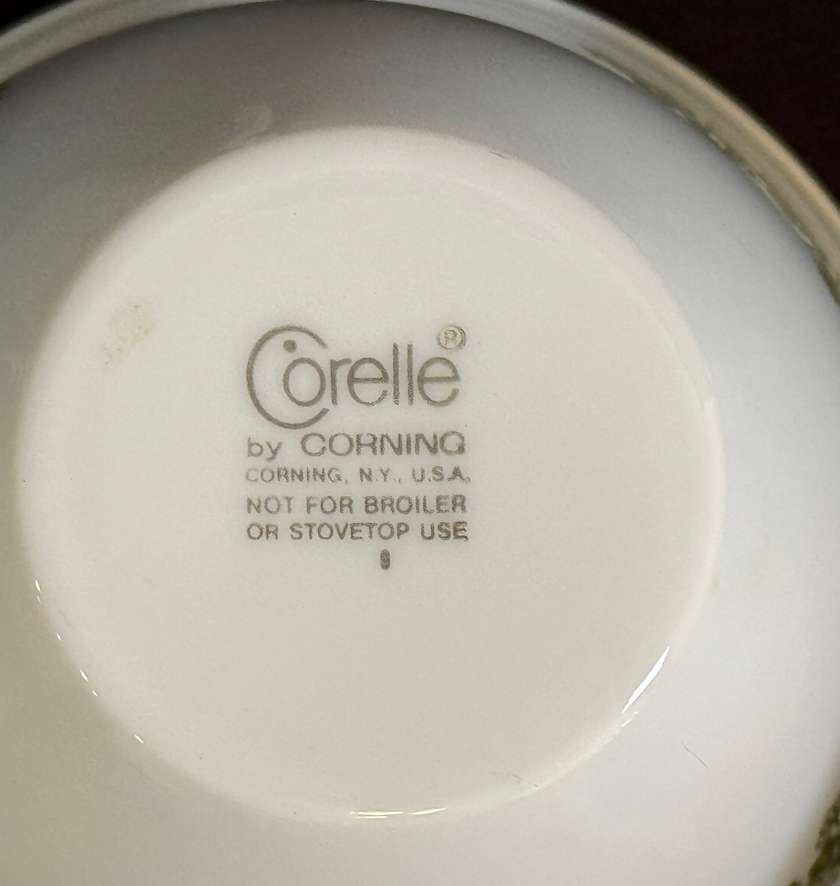 Corelle®
by CORNING
CORNING, N.Y., U.S.A.
NOT FOR BROILER
OR STOVETOP USE